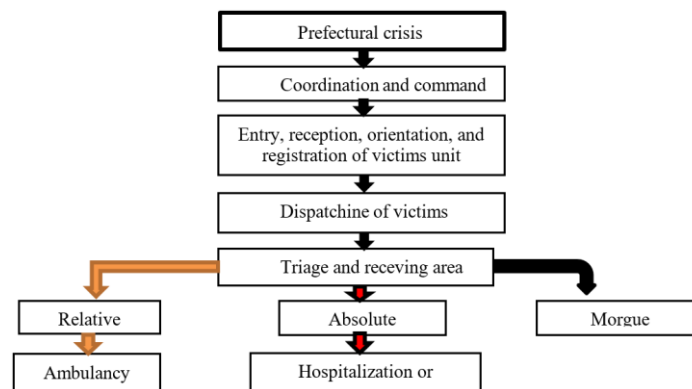 Prefectural crisis
Coordination and command
Entry, reception, orientation, and
registration of victims unit
Dispatchine of victims
Triage and receving area
Relative
Absolute
Morgue
Ambulancy
Hospitalization or